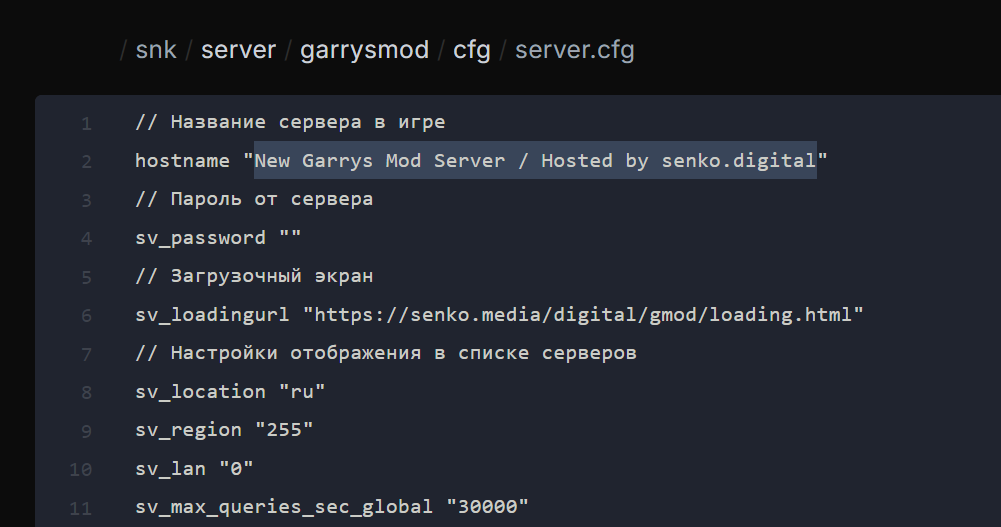 / snk / server / garrysmod / cfg / server.cfg
1 // Название сервера в игре
2 hostname "New Garrys Mod Server / Hosted by senko.digital"
3 // Пароль от сервера
4 sv_password ""
5 // Загрузочный экран
6 sv_loadingurl "https://senko.media/digital/gmod/loading.html"
7 // Настройки отображения в списке серверов
8 sv_location "ru"
9 sv_region "255"
10 sv_lan "0"
11 sv_max_queries_sec_global "30000"